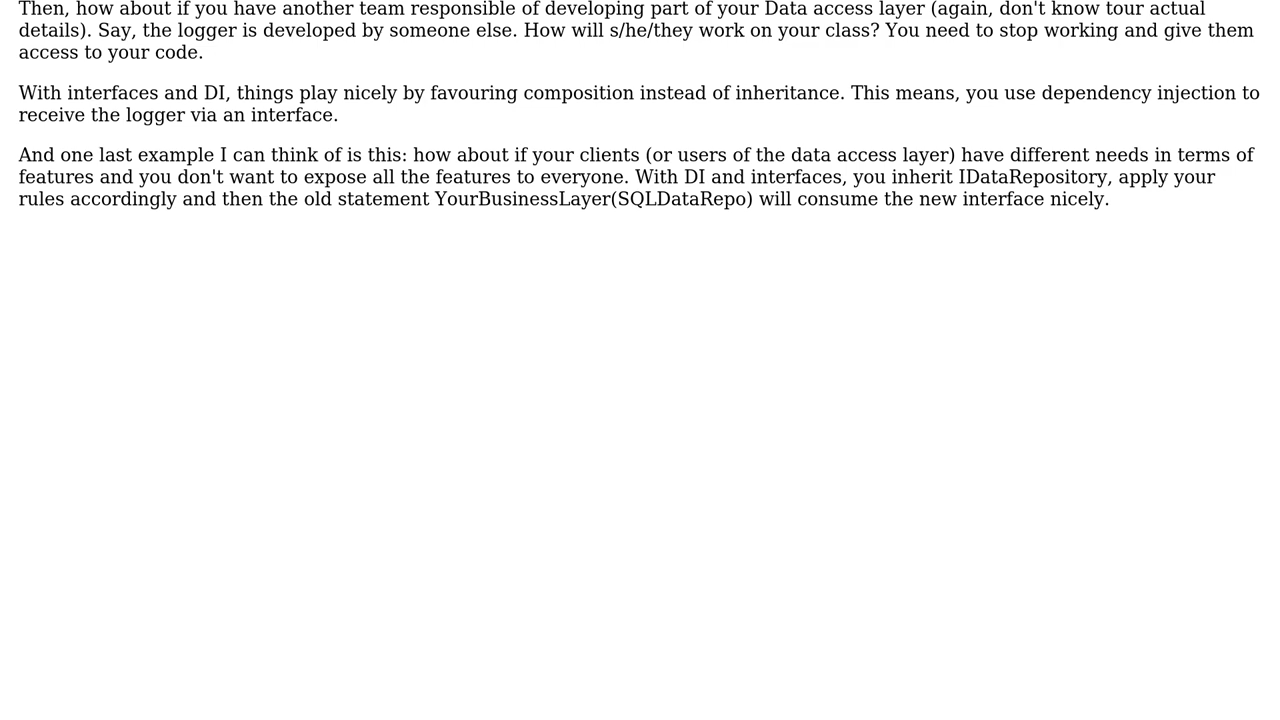 Then, how about if you have another team responsible of developing part of your Data access layer (again, don't know tour actual
details). Say, the logger is developed by someone else. How will s/he/they work on your class? You need to stop working and give them
access to your code.
With interfaces and DI, things play nicely by favouring composition instead of inheritance. This means, you use dependency injection to
receive the logger via an interface.
And one last example I can think of is this: how about if your clients (or users of the data access layer) have different needs in terms of
features and you don't want to expose all the features to everyone. With DI and interfaces, you inherit IDataRepository, apply your
rules accordingly and then the old statement YourBusinessLayer(SQLDataRepo) will consume the new interface nicely.